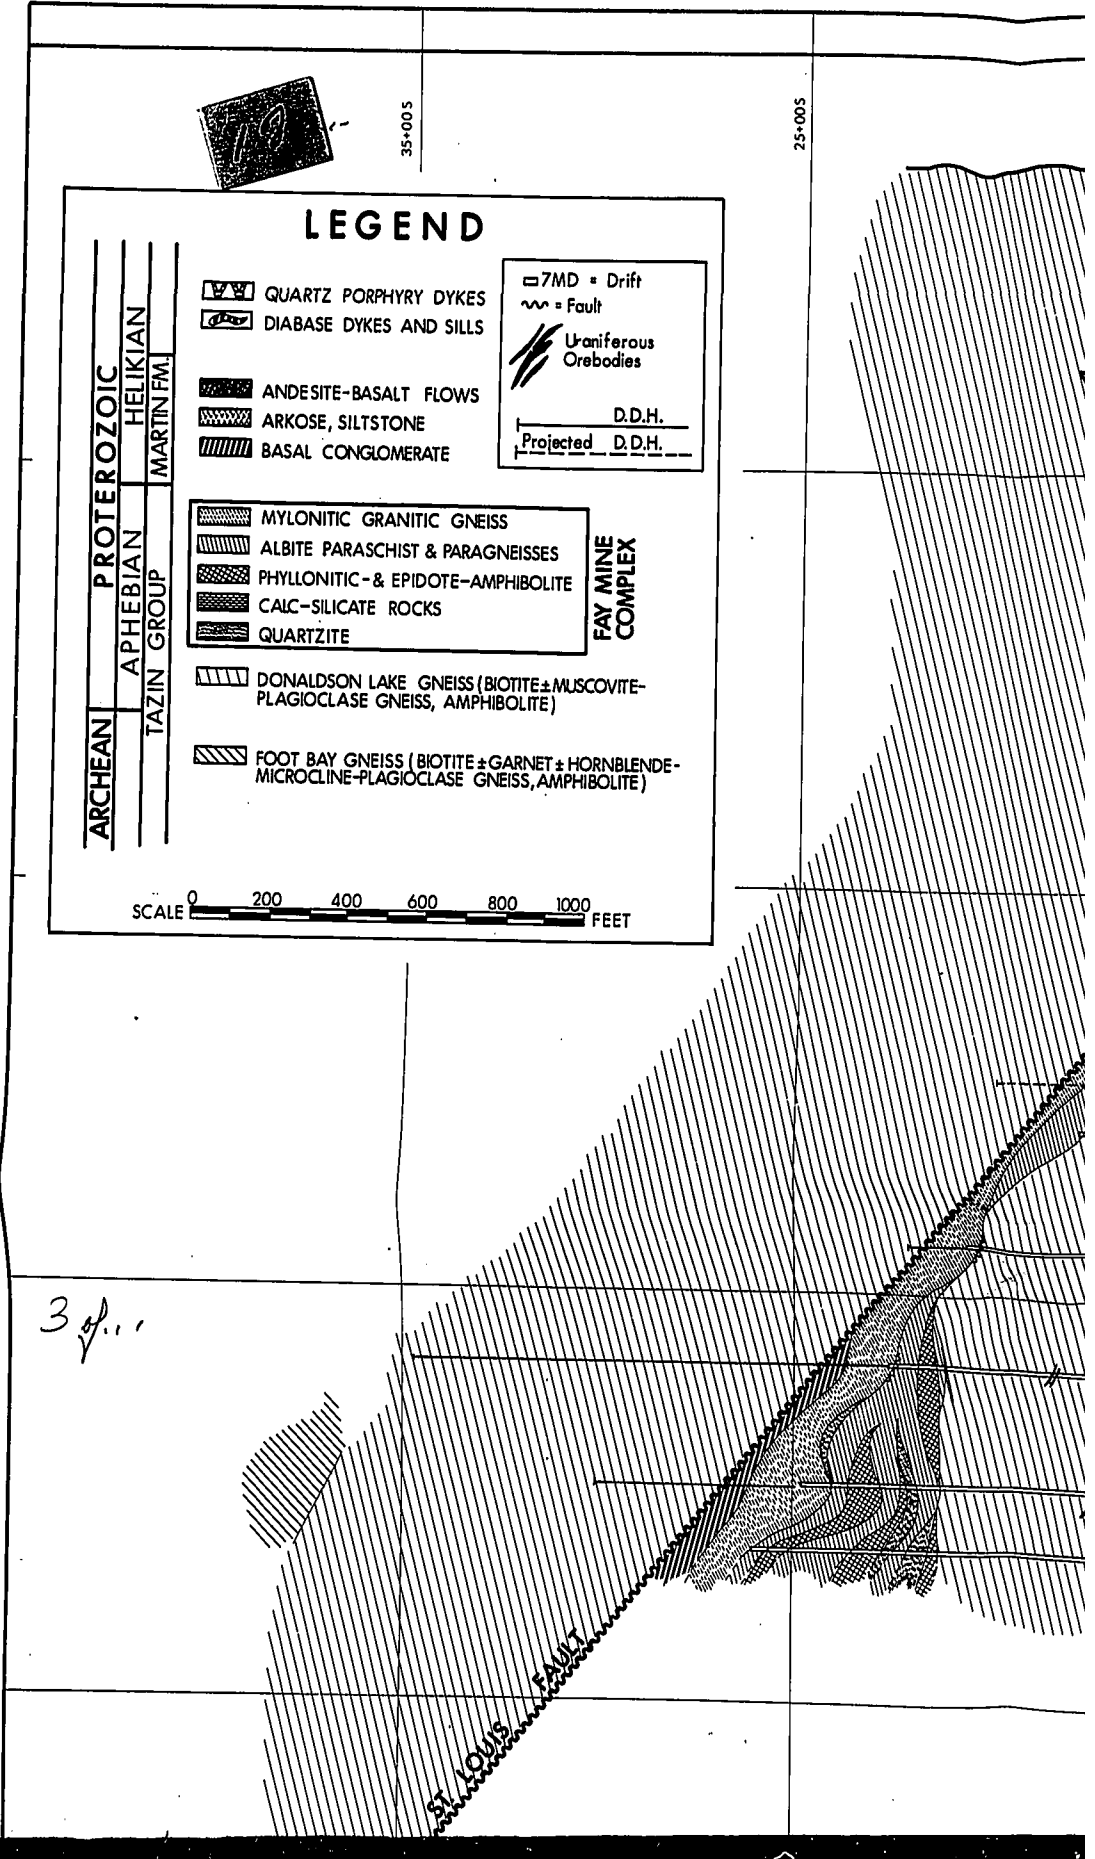 35+00S
25+00S
19
LEGEND
PROTEROZOIC
ARCHEAN
HELIKIAN
APHEBIAN
MARTIN FM.
TAZIN GROUP
QUARTZ PORPHYRY DYKES
DIABASE DYKES AND SILLS
ANDESITE-BASALT FLOWS
ARKOSE, SILTSTONE
BASAL CONGLOMERATE
7MD = Drift
= Fault
Uraniferous
Orebodies
D.D.H.
Projected D.D.H.
MYLONITIC GRANITIC GNEISS
ALBITE PARASCHIST & PARAGNEISSES
PHYLLONITIC-& EPIDOTE-AMPHIBOLITE
CALC-SILICATE ROCKS
QUARTZITE
FAY MINE
COMPLEX
DONALDSON LAKE GNEISS (BIOTITE±MUSCOVITE-
PLAGIOCLASE GNEISS, AMPHIBOLITE)
FOOT BAY GNEISS (BIOTITE±GARNET±HORNBLENDE-
MICROCLINE-PLAGIOCLASE GNEISS, AMPHIBOLITE)
SCALE 0 200 400 600 800 1000 FEET
3 of...
ST. LOUIS FAULT